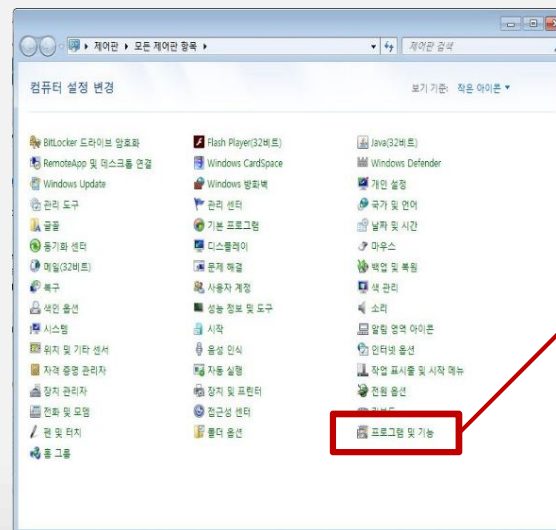 제어판 ▸ 모든 제어판 항목 ▸
제어판 검색
컴퓨터 설정 변경
보기 기준: 작은 아이콘 ▼
BitLocker 드라이브 암호화 Flash Player(32비트) Java(32비트)
RemoteApp 및 데스크톱 연결 Windows CardSpace Windows Defender
Windows Update Windows 방화벽 개인 설정
관리 도구 관리 센터 국가 및 언어
글꼴 기본 프로그램 날짜 및 시간
동기화 센터 디스플레이 마우스
메일(32비트) 문제 해결 백업 및 복원
복구 사용자 계정 색 관리
색인 옵션 성능 정보 및 도구 소리
시스템 시작 알림 영역 아이콘
위치 및 기타 센서 음성 인식 인터넷 옵션
자격 증명 관리자 자동 실행 작업 표시줄 및 시작 메뉴
장치 관리자 장치 및 프린터 전원 옵션
전화 및 모뎀 접근성 센터
펜 및 터치 폴더 옵션 프로그램 및 기능
홈 그룹